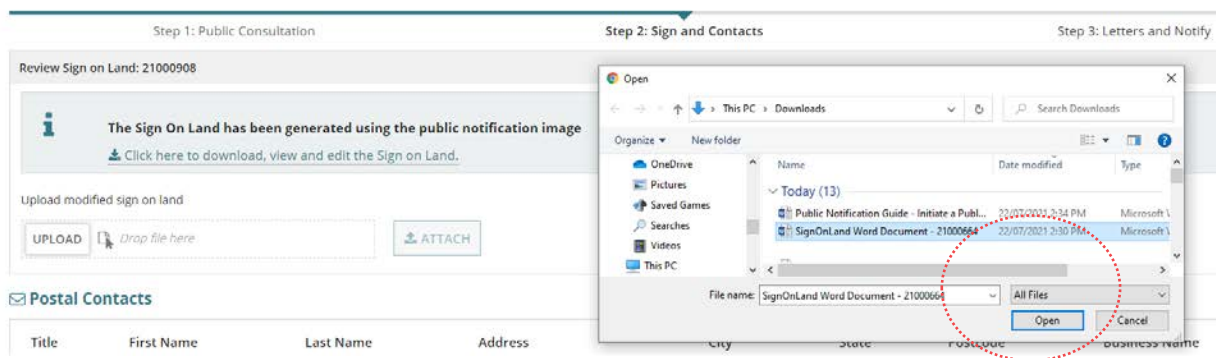 Step 1: Public Consultation
Step 2: Sign and Contacts
Step 3: Letters and Notify
Review Sign on Land: 21000908
The Sign On Land has been generated using the public notification image
Click here to download, view and edit the Sign on Land.
Upload modified sign on land
UPLOAD
Drop file here
ATTACH
Postal Contacts
Title First Name Last Name Address City State Postcode Business Name
Open
This PC > Downloads
Search Downloads
Organize New folder
OneDrive
Pictures
Saved Games
Searches
Videos
This PC
Name Date modified Type
Today (13)
Public Notification Guide - Initiate a Publ... 22/07/2021 2:34 PM Microsoft
SignOnLand Word Document - 21000664 22/07/2021 2:30 PM Microsoft
File name: SignOnLand Word Document - 21000664 All Files
Open Cancel